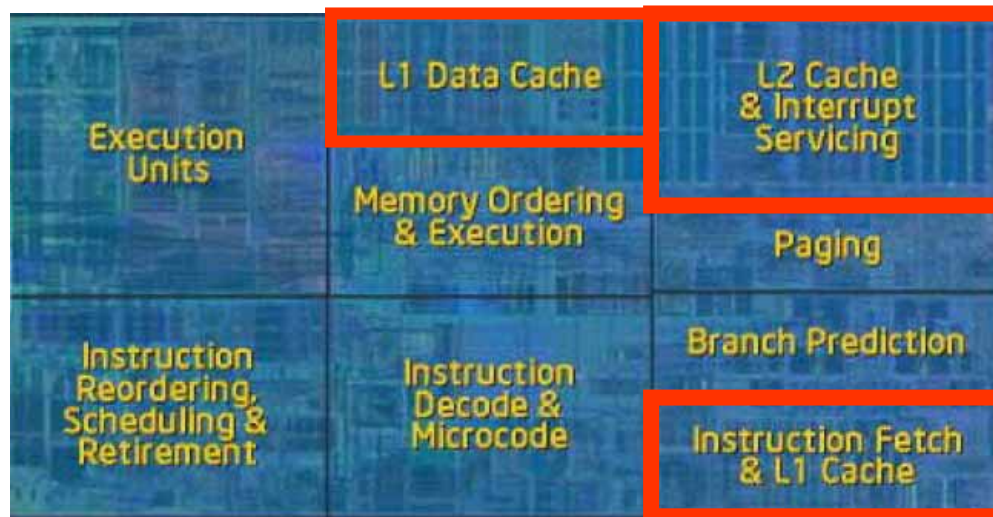 L1 Data Cache
L2 Cache
& Interrupt
Servicing
Execution
Units
Memory Ordering
& Execution
Paging
Instruction
Reordering,
Scheduling &
Retirement
Instruction
Decode &
Microcode
Branch Prediction
Instruction Fetch
& L1 Cache